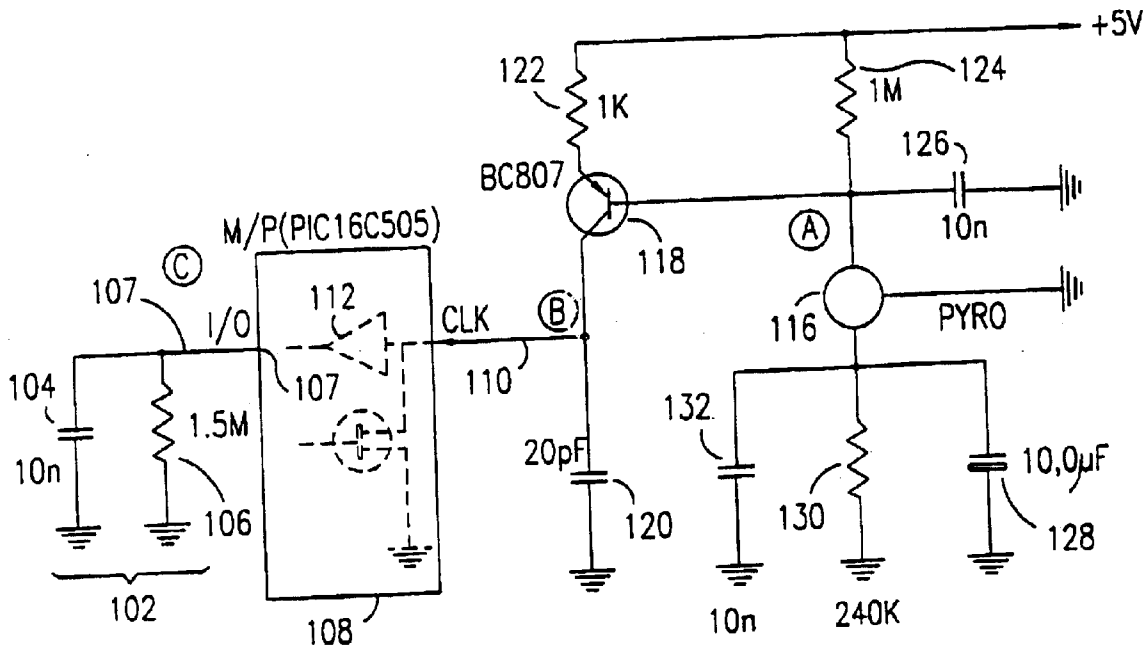 +5V
122
124
1K
1M
126
BC807
10n
M/P(PIC16C505)
A
118
C
107
112
I/O
CLK
B
116
PYRO
107
110
104
1.5M
132
10n
20pF
10,0µF
106
120
130
128
102
108
10n
240K